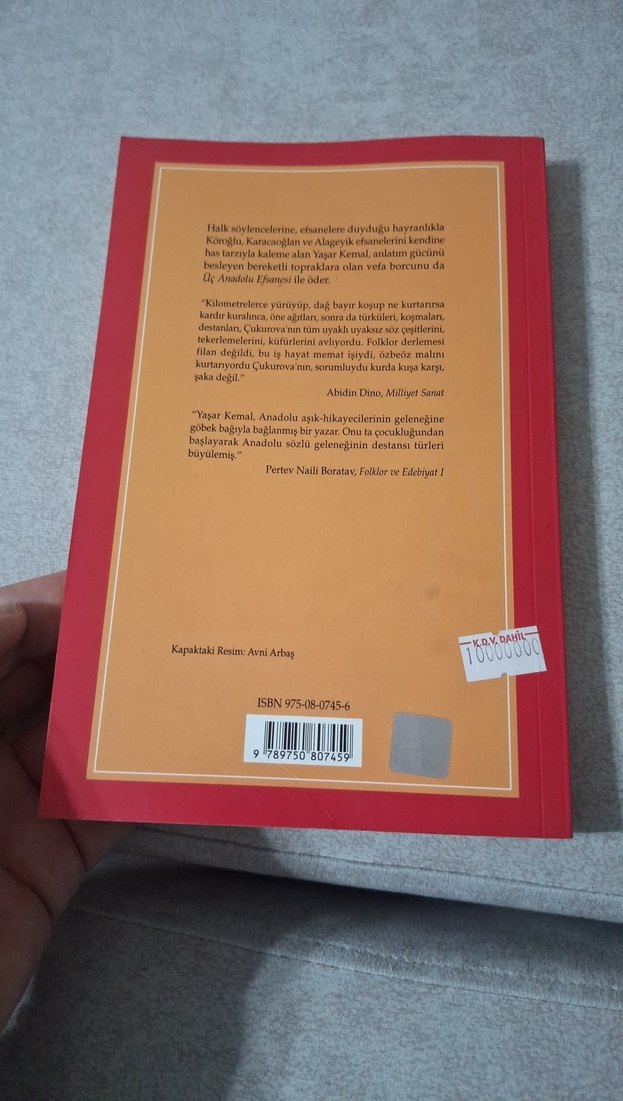 Halk söylencelerine, efsanelere duyduğu hayranlıkla
Köroğlu, Karacaoğlan ve Alageyik efsanelerini kendine
has tarzıyla kaleme alan Yaşar Kemal, anlatım gücünü
besleyen bereketli topraklara olan vefa borcunu da
Üç Anadolu Efsanesi ile öder.
"Kilometrelerce yürüyüp, dağ bayır koşup ne kurtarırsa
kardır kuralınca, öne ağıtları, sonra da türküleri, koşmaları,
destanları, Çukurova'nın tüm uyaklı uyaksız söz çeşitlerini,
tekerlemelerini, küfürlerini avlıyordu. Folklor derlemesi
filan değildi, bu iş hayat memat işiydi, özbeöz malını
kurtarıyordu Çukurova'nın, sorumluydu kurda kuşa karşı,
şaka değil."
Abidin Dino, Milliyet Sanat
"Yaşar Kemal, Anadolu aşık-hikayecilerinin geleneğine
göbek bağıyla bağlanmış bir yazar. Onu ta çocukluğundan
başlayarak Anadolu sözlü geleneğinin destansı türleri
büyülemiş."
Pertev Naili Boratav, Folklor ve Edebiyat I
K.D.V. DAHİL
10000000
Kapaktaki Resim: Avni Arbaş
ISBN 975-08-0745-6
9 789750 807459